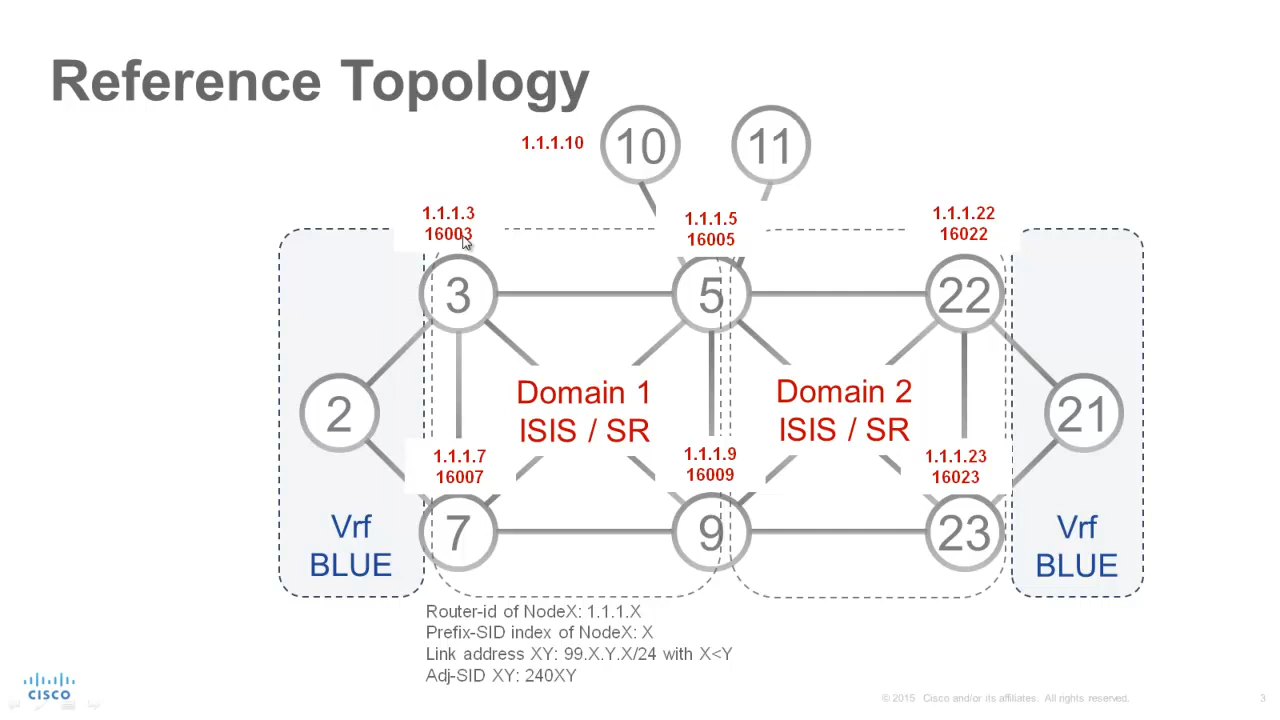 Reference Topology
10
11
1.1.1.10
1.1.1.3
16003
1.1.1.5
16005
1.1.1.22
16022
3
5
22
2
Domain 1
ISIS / SR
Domain 2
ISIS / SR
21
1.1.1.7
16007
1.1.1.9
16009
1.1.1.23
16023
7
9
23
Vrf
BLUE
Vrf
BLUE
Router-id of NodeX: 1.1.1.X
Prefix-SID index of NodeX: X
Link address XY: 99.X.Y.X/24 with X<Y
Adj-SID XY: 240XY
CISCO
© 2015 Cisco and/or its affiliates. All rights reserved.
3